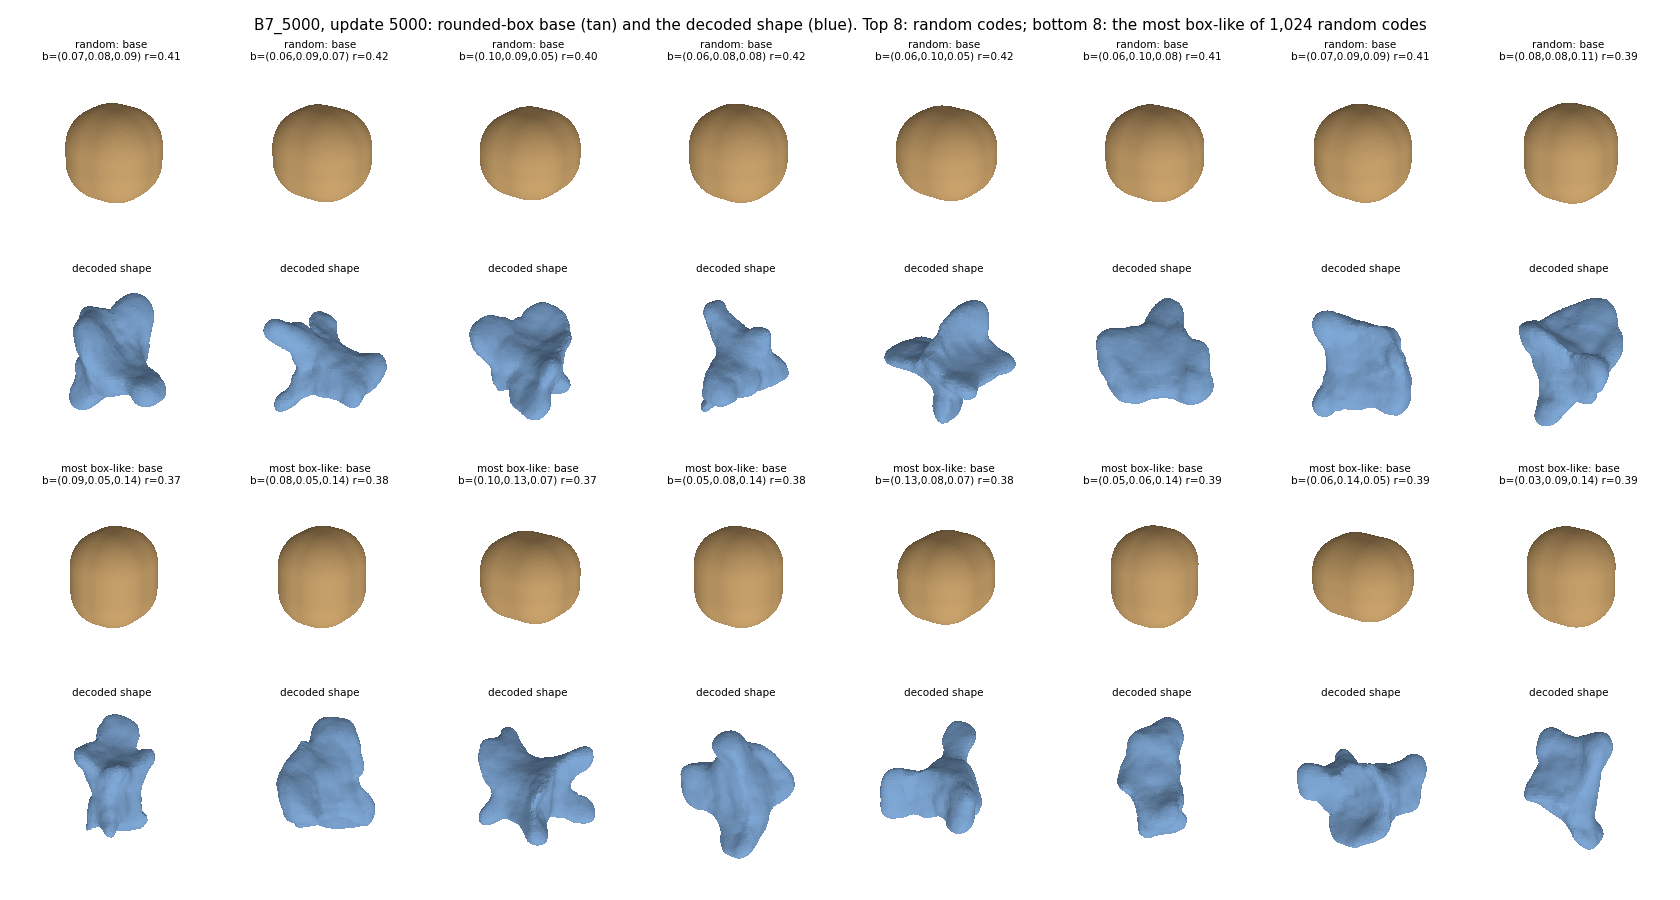 B7_5000, update 5000: rounded-box base (tan) and the decoded shape (blue). Top 8: random codes; bottom 8: the most box-like of 1,024 random codes
random: base
b=(0.07,0.08,0.09) r=0.41
random: base
b=(0.06,0.09,0.07) r=0.42
random: base
b=(0.10,0.09,0.05) r=0.40
random: base
b=(0.06,0.08,0.08) r=0.42
random: base
b=(0.06,0.10,0.05) r=0.42
random: base
b=(0.06,0.10,0.08) r=0.41
random: base
b=(0.07,0.09,0.09) r=0.41
random: base
b=(0.08,0.08,0.11) r=0.39
decoded shape
decoded shape
decoded shape
decoded shape
decoded shape
decoded shape
decoded shape
decoded shape
most box-like: base
b=(0.09,0.05,0.14) r=0.37
most box-like: base
b=(0.08,0.05,0.14) r=0.38
most box-like: base
b=(0.10,0.13,0.07) r=0.37
most box-like: base
b=(0.05,0.08,0.14) r=0.38
most box-like: base
b=(0.13,0.08,0.07) r=0.38
most box-like: base
b=(0.05,0.06,0.14) r=0.39
most box-like: base
b=(0.06,0.14,0.05) r=0.39
most box-like: base
b=(0.03,0.09,0.14) r=0.39
decoded shape
decoded shape
decoded shape
decoded shape
decoded shape
decoded shape
decoded shape
decoded shape